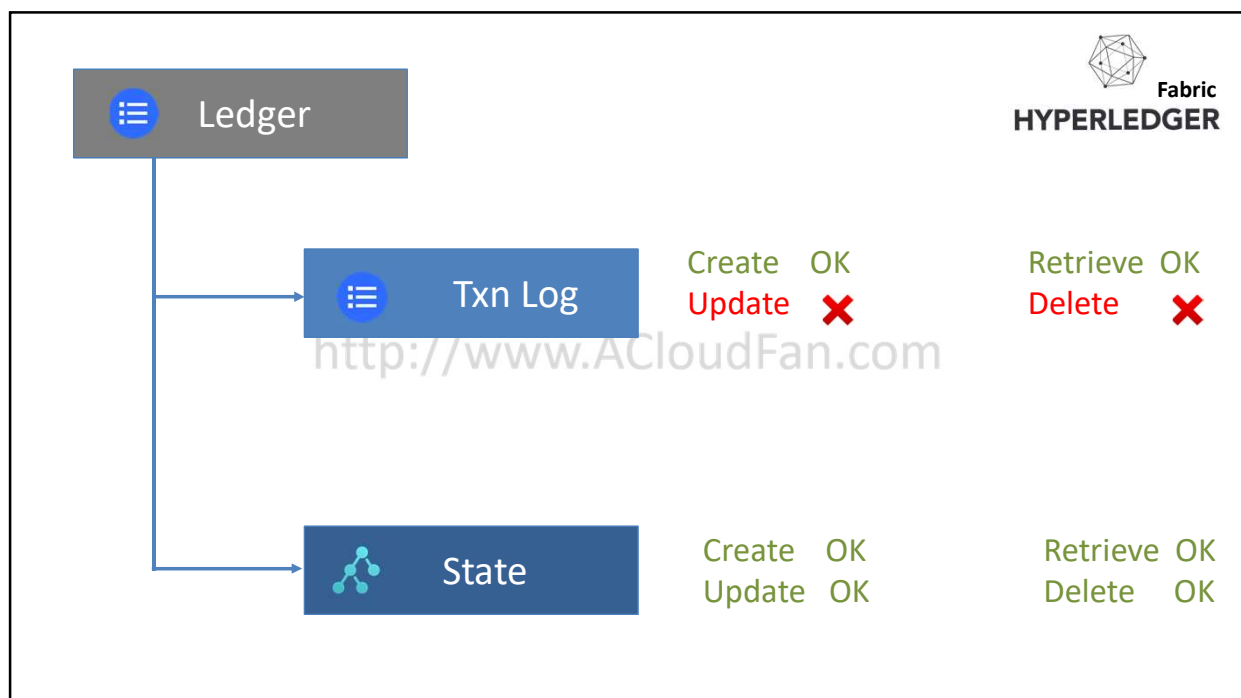 Ledger
Fabric
HYPERLEDGER
Txn Log
Create OK
Update
Retrieve OK
Delete
http://www.ACloudFan.com
State
Create OK
Update OK
Retrieve OK
Delete OK